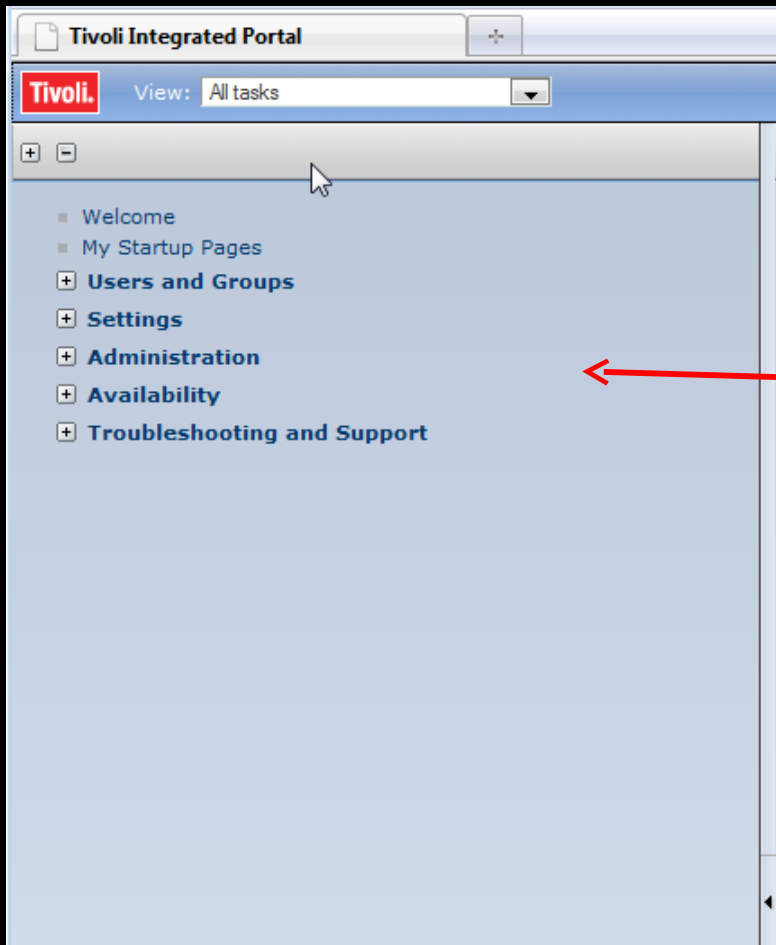 Tivoli Integrated Portal
Tivoli. View: All tasks
Welcome
My Startup Pages
Users and Groups
Settings
Administration
Availability
Troubleshooting and Support